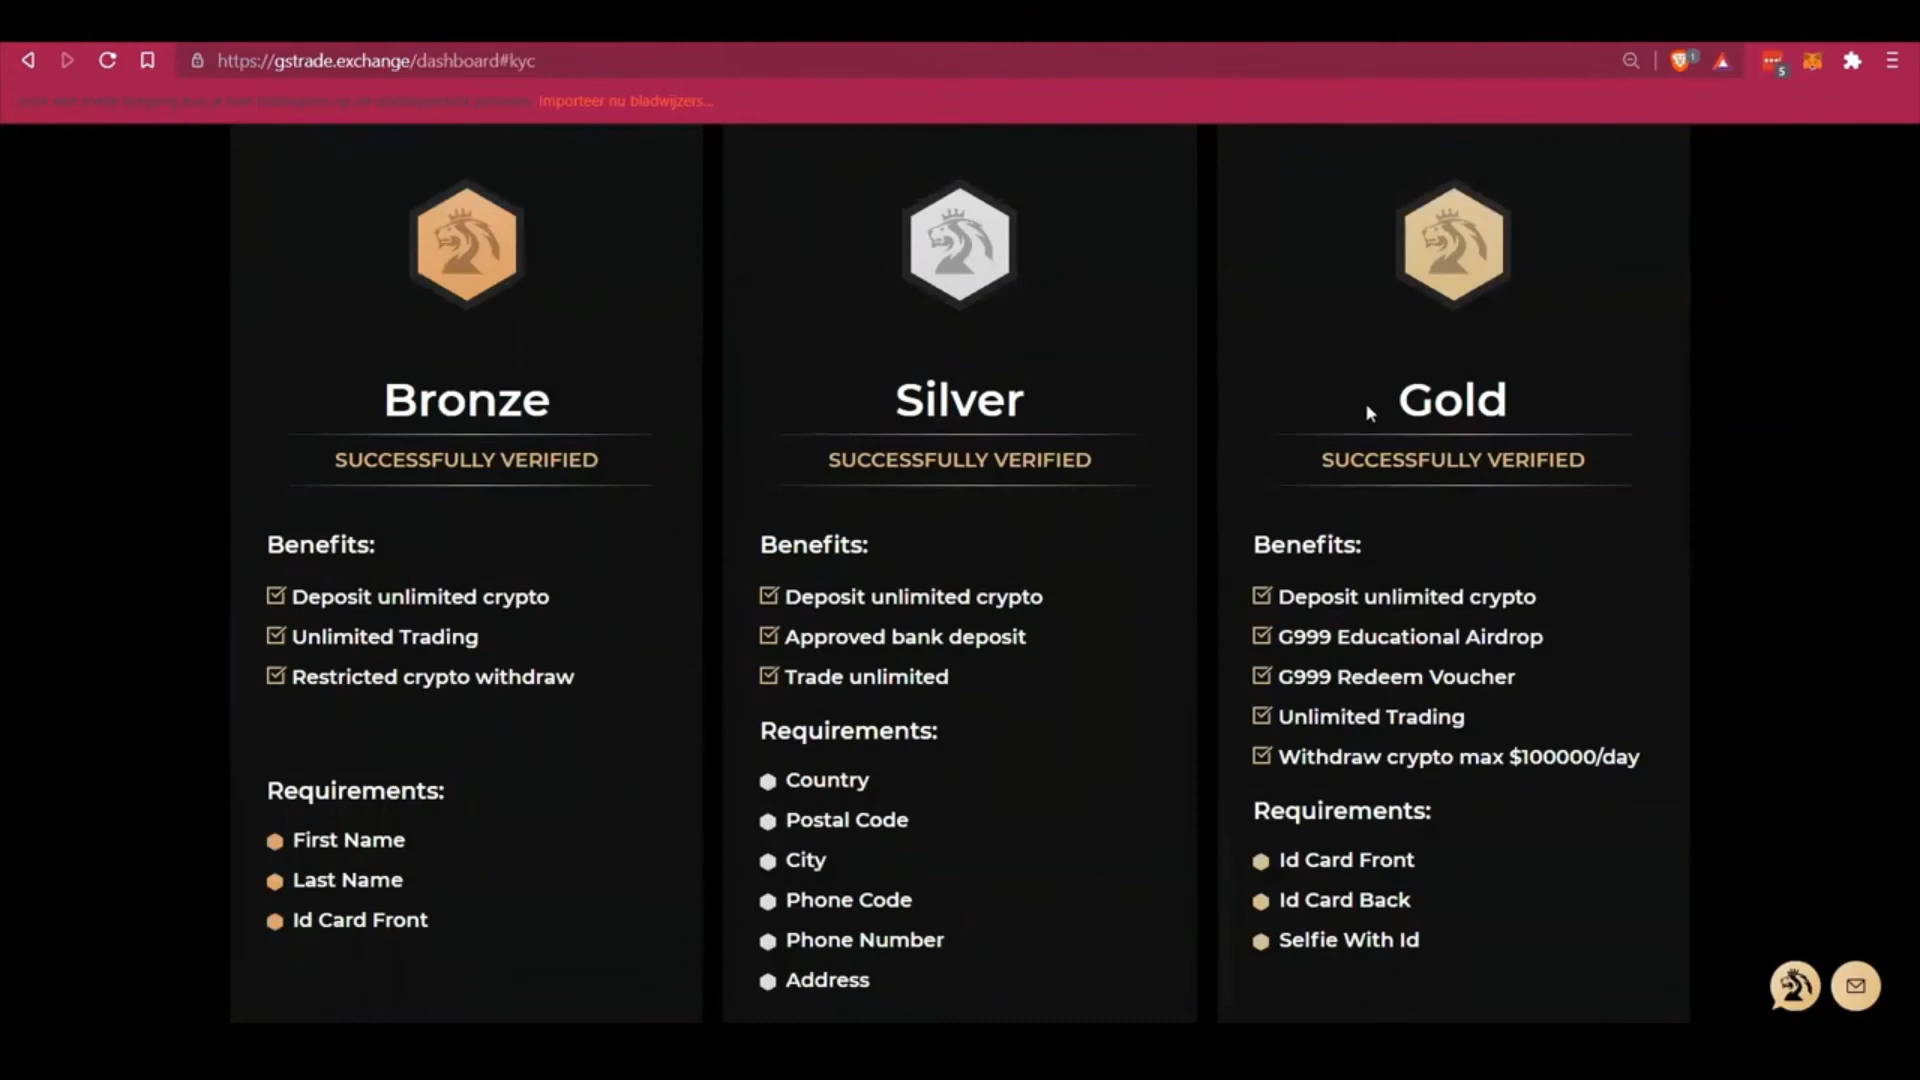 https://gstrade.exchange/dashboard#kyc
1
5
Importeer nu bladwijzers...
Bronze
SUCCESSFULLY VERIFIED
Benefits:
Deposit unlimited crypto
Unlimited Trading
Restricted crypto withdraw
Requirements:
First Name
Last Name
Id Card Front
Silver
SUCCESSFULLY VERIFIED
Benefits:
Deposit unlimited crypto
Approved bank deposit
Trade unlimited
Requirements:
Country
Postal Code
City
Phone Code
Phone Number
Address
Gold
SUCCESSFULLY VERIFIED
Benefits:
Deposit unlimited crypto
G999 Educational Airdrop
G999 Redeem Voucher
Unlimited Trading
Withdraw crypto max $100000/day
Requirements:
Id Card Front
Id Card Back
Selfie With Id